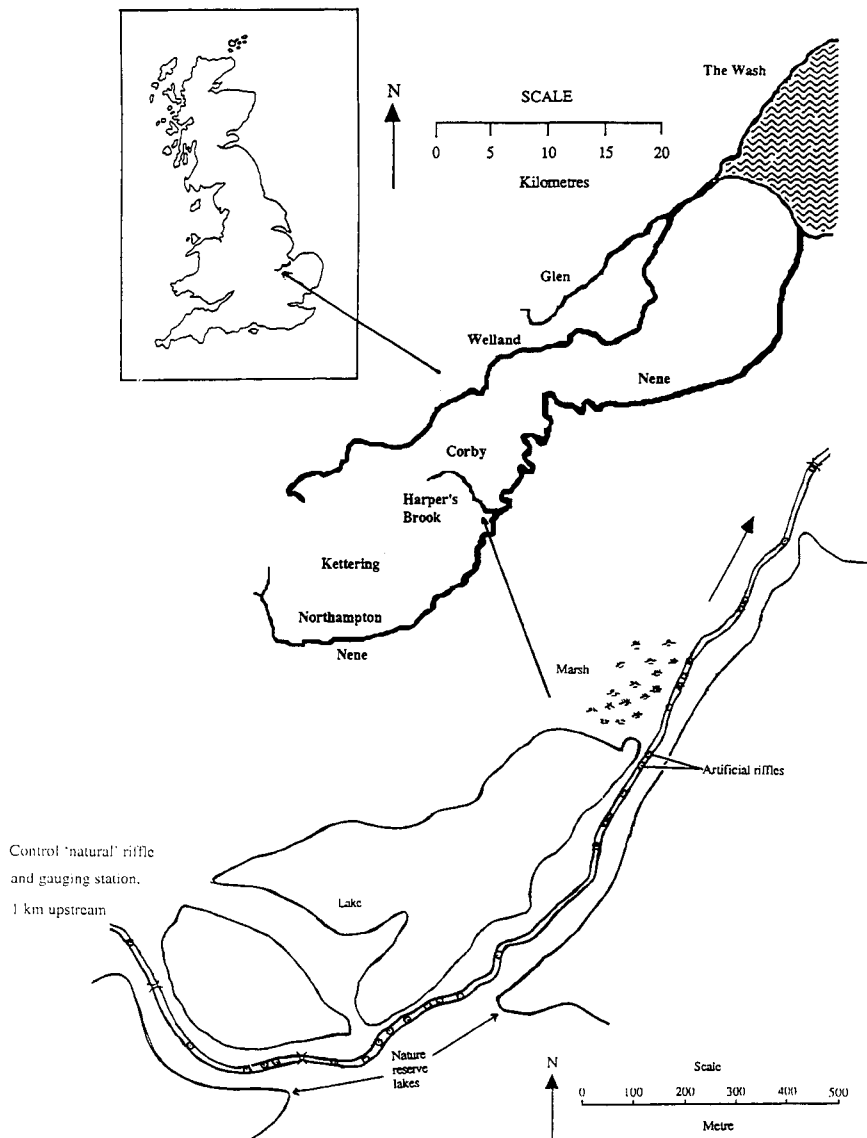 The Wash
N
SCALE
0 5 10 15 20
Kilometres
Glen
Welland
Nene
Corby
Harper's
Brook
Kettering
Northampton
Nene
Marsh
Artificial riffles
Control 'natural' riffle
and gauging station,
1 km upstream
Lake
Nature
reserve
lakes
N
Scale
0 100 200 300 400 500
Metre